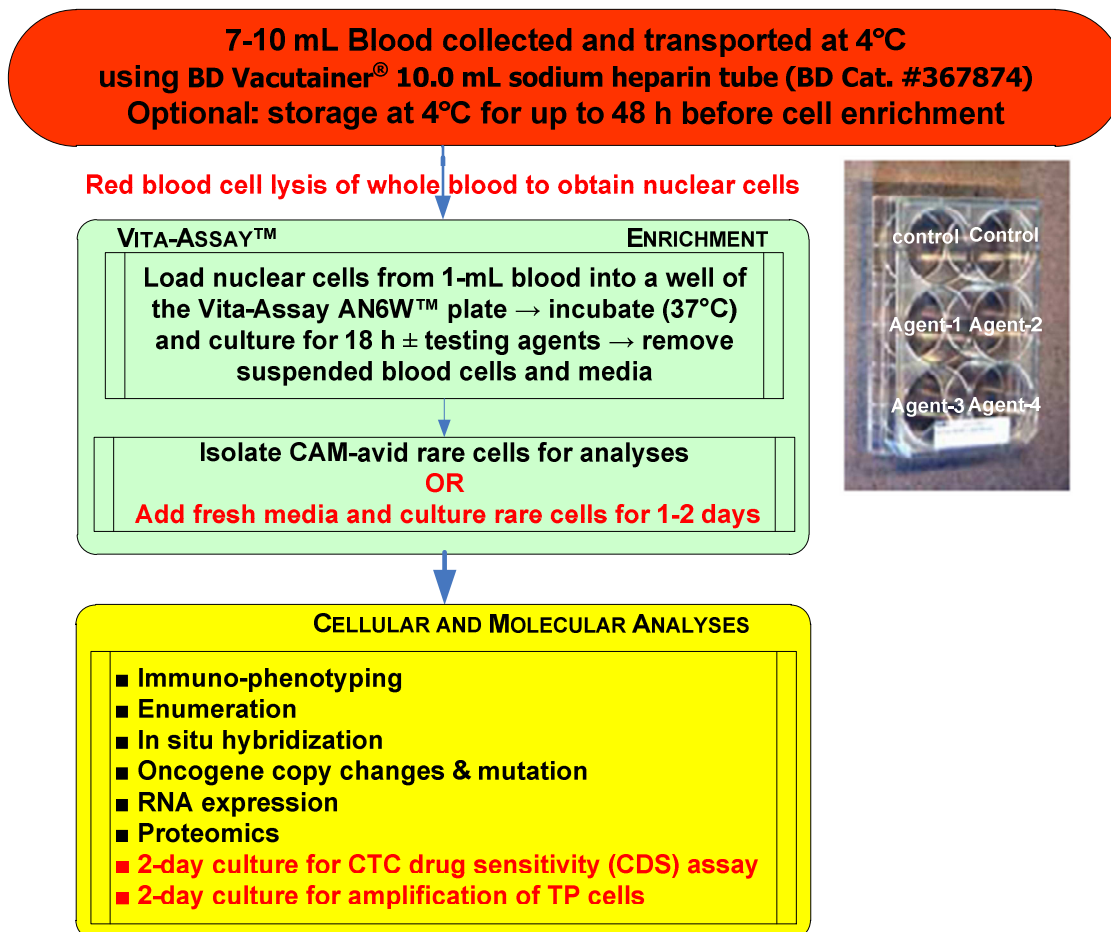 7-10 mL Blood collected and transported at 4ºC
using BD Vacutainer® 10.0 mL sodium heparin tube (BD Cat. #367874)
Optional: storage at 4ºC for up to 48 h before cell enrichment
Red blood cell lysis of whole blood to obtain nuclear cells
VITA-ASSAY™ ENRICHMENT
Load nuclear cells from 1-mL blood into a well of
the Vita-Assay AN6W™ plate → incubate (37°C)
and culture for 18 h ± testing agents → remove
suspended blood cells and media
Isolate CAM-avid rare cells for analyses
OR
Add fresh media and culture rare cells for 1-2 days
control Control
Agent-1 Agent-2
Agent-3 Agent-4
CELLULAR AND MOLECULAR ANALYSES
■ Immuno-phenotyping
■ Enumeration
■ In situ hybridization
■ Oncogene copy changes & mutation
■ RNA expression
■ Proteomics
■ 2-day culture for CTC drug sensitivity (CDS) assay
■ 2-day culture for amplification of TP cells